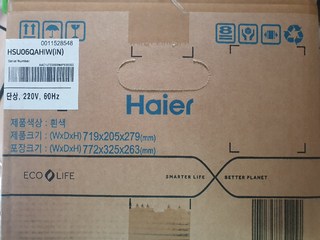 0011528548
HSU06QAHIW(IN)
Serial Number
단상, 220V, 60Hz
Haier
제품색상 : 흰색
제품크기 : (WxDxH) 719x205x279(mm)
포장크기 : (WxDxH) 772x325x263(mm)
ECO LIFE
SMARTER LIFE
BETTER PLANET